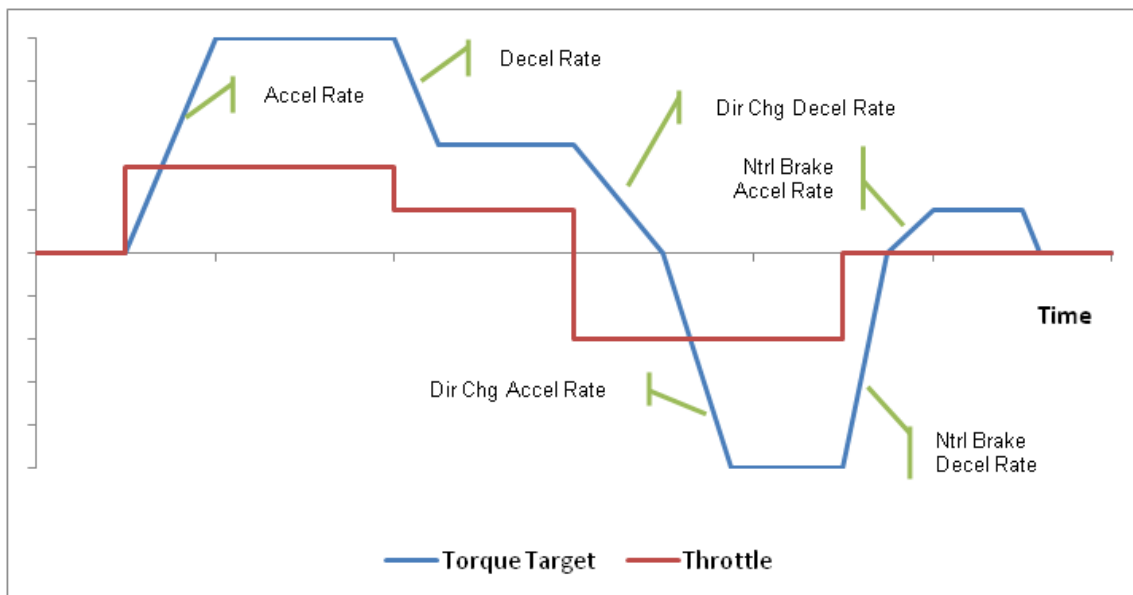 Decel Rate
Accel Rate
Dir Chg Decel Rate
Ntrl Brake
Accel Rate
Time
Dir Chg Accel Rate
Ntrl Brake
Decel Rate
Torque Target
Throttle